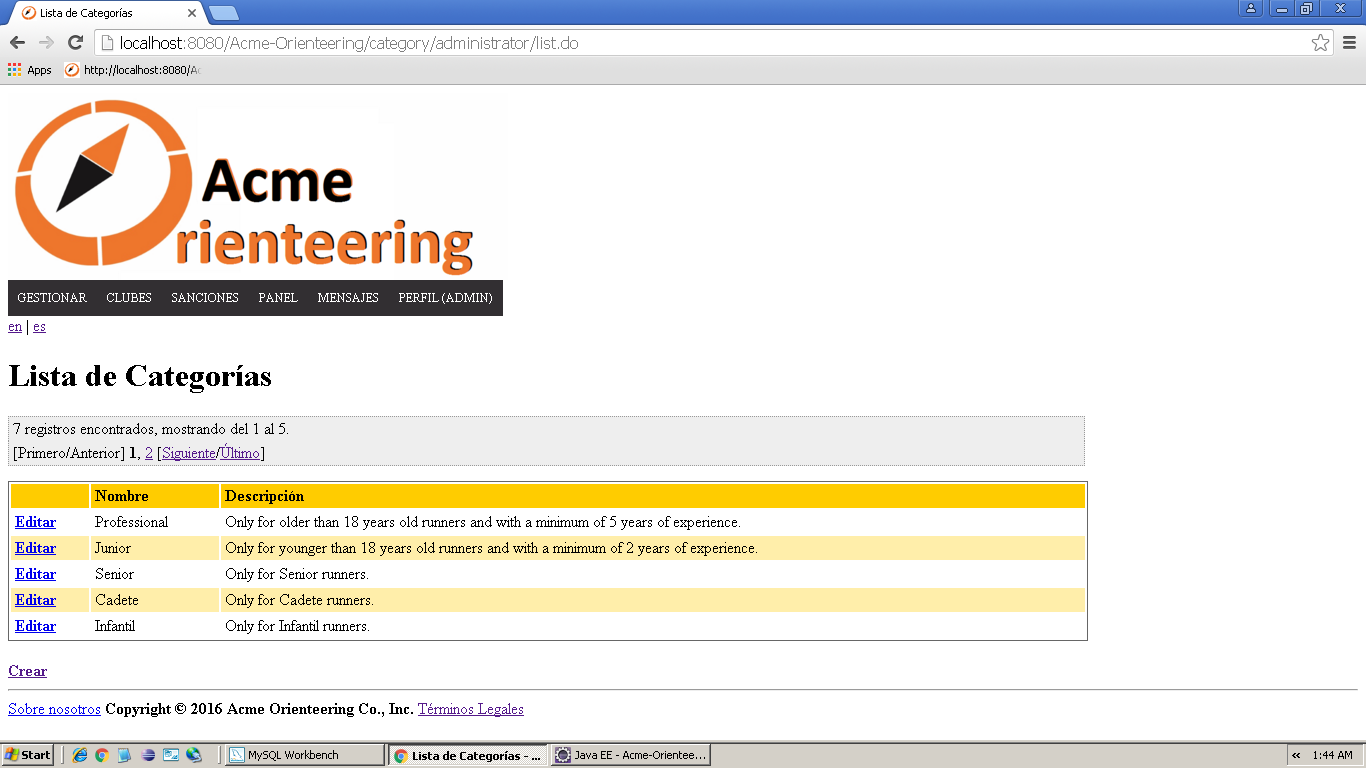 Lista de Categorías
localhost:8080/Acme-Orienteering/category/administrator/list.do
Apps http://localhost:8080/Ac
Acme
rienteering
GESTIONAR CLUBES SANCIONES PANEL MENSAJES PERFIL (ADMIN)
en | es
Lista de Categorías
7 registros encontrados, mostrando del 1 al 5.
[Primero/Anterior] 1, 2 [Siguiente/Último]
Nombre Descripción
Editar Professional Only for older than 18 years old runners and with a minimum of 5 years of experience.
Editar Junior Only for younger than 18 years old runners and with a minimum of 2 years of experience.
Editar Senior Only for Senior runners.
Editar Cadete Only for Cadete runners.
Editar Infantil Only for Infantil runners.
Crear
Sobre nosotros Copyright © 2016 Acme Orienteering Co., Inc. Términos Legales
Start MySQL Workbench Lista de Categorías - ... Java EE - Acme-Orientee... « 1:44 AM